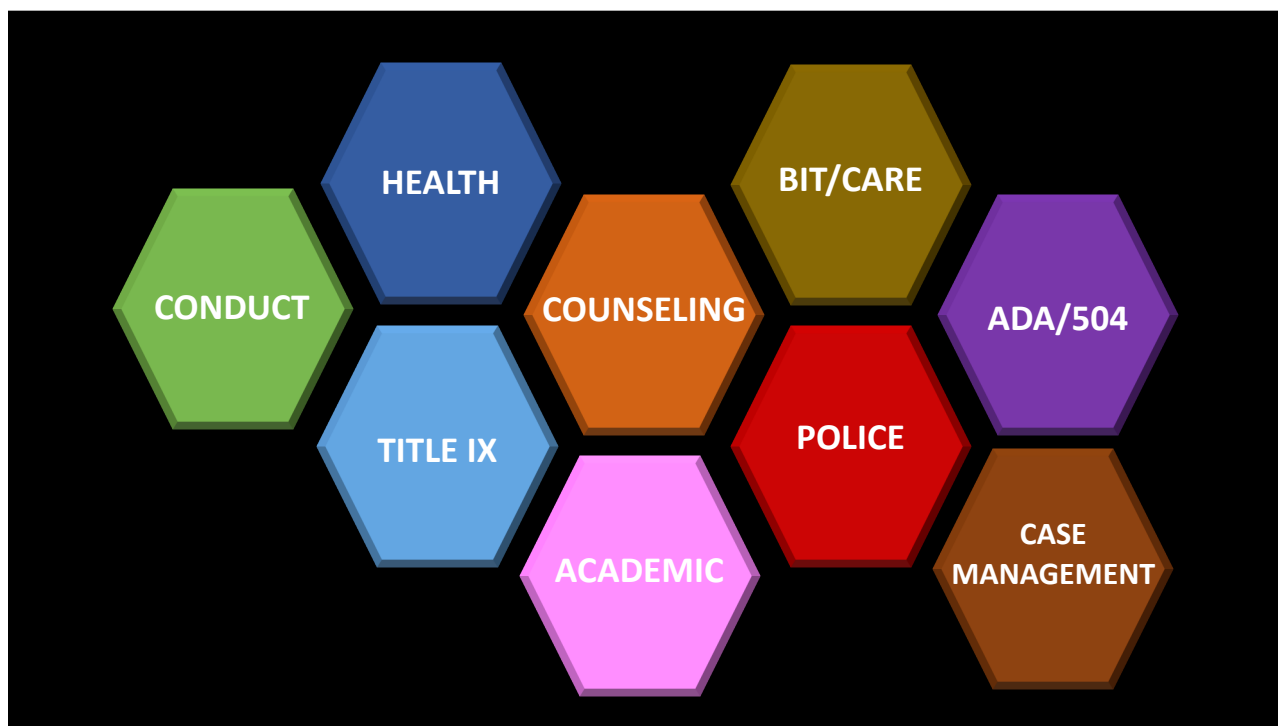 HEALTH
BIT/CARE
CONDUCT
COUNSELING
ADA/504
TITLE IX
POLICE
ACADEMIC
CASE
MANAGEMENT